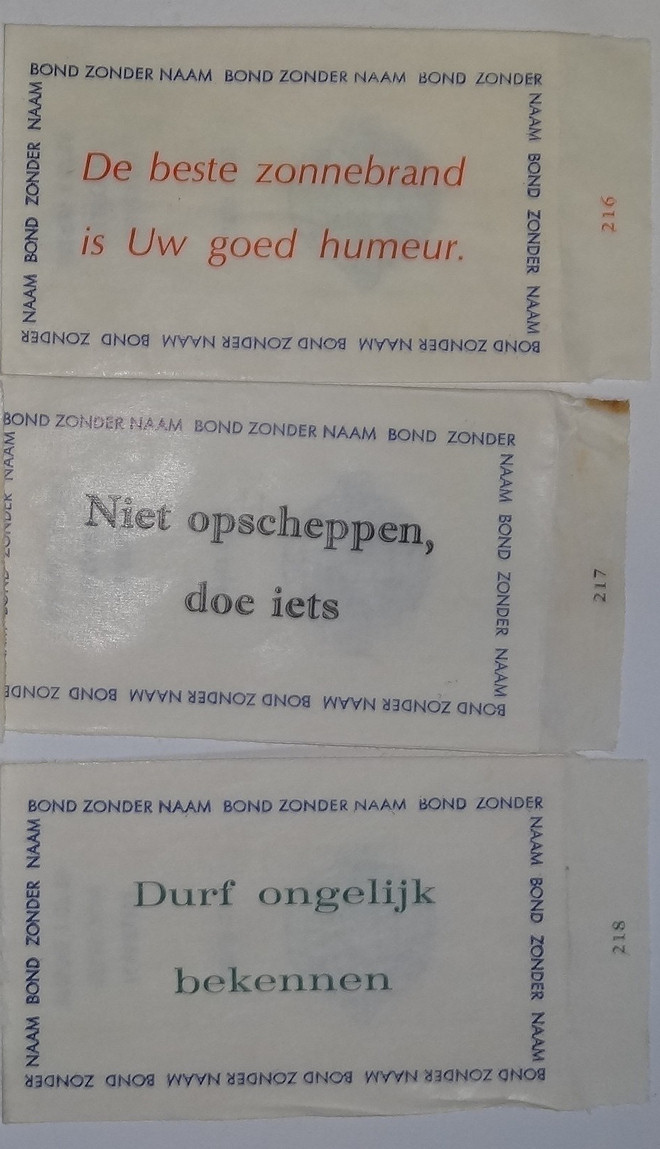 BOND ZONDER NAAM BOND ZONDER NAAM BOND ZONDER
NAAM BOND ZONDER NAAM
De beste zonnebrand
is Uw goed humeur.
NAAM BOND ZONDER NAAM
216
BOND ZONDER NAAM BOND ZONDER NAAM BOND ZONDER
BOND ZONDER NAAM BOND ZONDER NAAM BOND ZONDER
ZONDER NAAM
Niet opscheppen,
doe iets
NAAM BOND ZONDER NAAM
217
BOND ZONDER NAAM BOND ZONDER NAAM BOND ZONDE
BOND ZONDER NAAM BOND ZONDER NAAM BOND ZONDER
NAAM BOND ZONDER NAAM
Durf ongelijk
bekennen
NAAM BOND ZONDER NAAM
218
BOND ZONDER NAAM BOND ZONDER NAAM BOND ZONDER